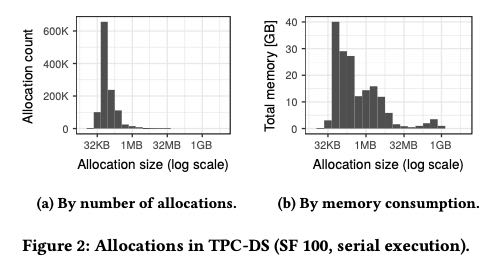 Allocation count
600K
400K
200K
0
32KB 1MB 32MB 1GB
Allocation size (log scale)
(a) By number of allocations.
Total memory [GB]
40
30
20
10
0
32KB 1MB 32MB 1GB
Allocation size (log scale)
(b) By memory consumption.
Figure 2: Allocations in TPC-DS (SF 100, serial execution).